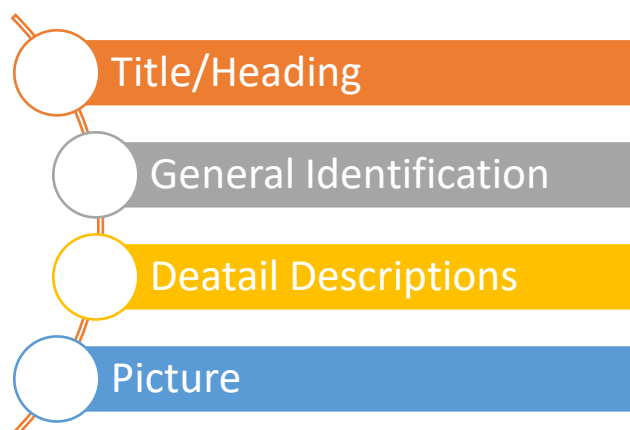 Title/Heading
General Identification
Deatail Descriptions
Picture